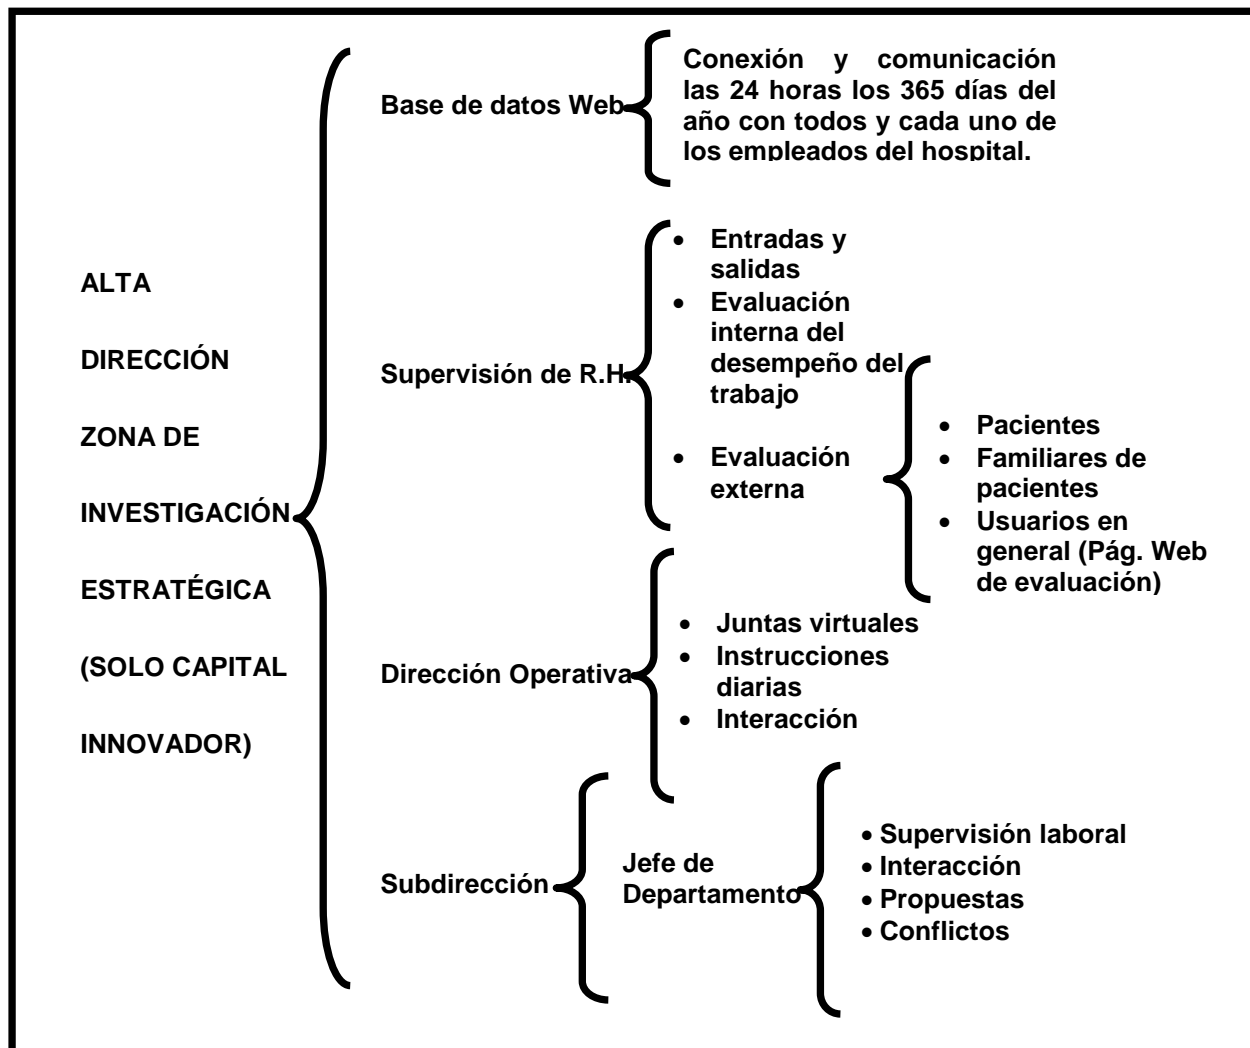 ALTA
DIRECCIÓN
ZONA DE
INVESTIGACIÓN
ESTRATÉGICA
(SOLO CAPITAL
INNOVADOR)
Base de datos Web
Conexión y comunicación
las 24 horas los 365 días del
año con todos y cada uno de
los empleados del hospital.
Supervisión de R.H.
• Entradas y
salidas
• Evaluación
interna del
desempeño del
trabajo
• Evaluación
externa
• Pacientes
• Familiares de
pacientes
• Usuarios en
general (Pág. Web
de evaluación)
Dirección Operativa
• Juntas virtuales
• Instrucciones
diarias
• Interacción
Subdirección
Jefe de
Departamento
• Supervisión laboral
• Interacción
• Propuestas
• Conflictos